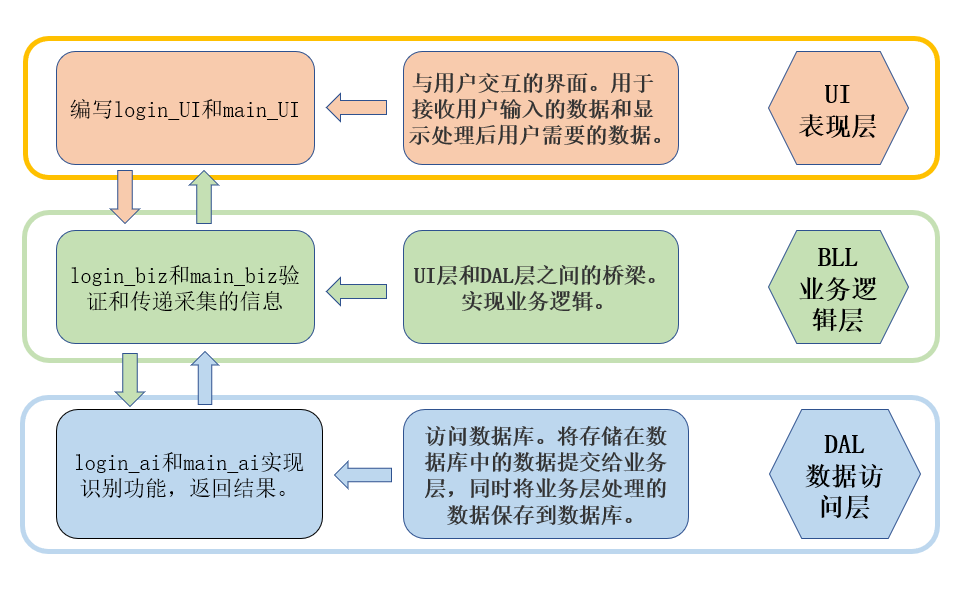 编写login_UI和main_UI
与用户交互的界面。用于
接收用户输入的数据和显
示处理后用户需要的数据。
UI
表现层
login_biz和main_biz验
证和传递采集的信息
UI层和DAL层之间的桥梁。
实现业务逻辑。
BLL
业务逻
辑层
login_ai和main_ai实现
识别功能，返回结果。
访问数据库。将存储在数
据库中的数据提交给业务
层，同时将业务层处理的
数据保存到数据库。
DAL
数据访
问层